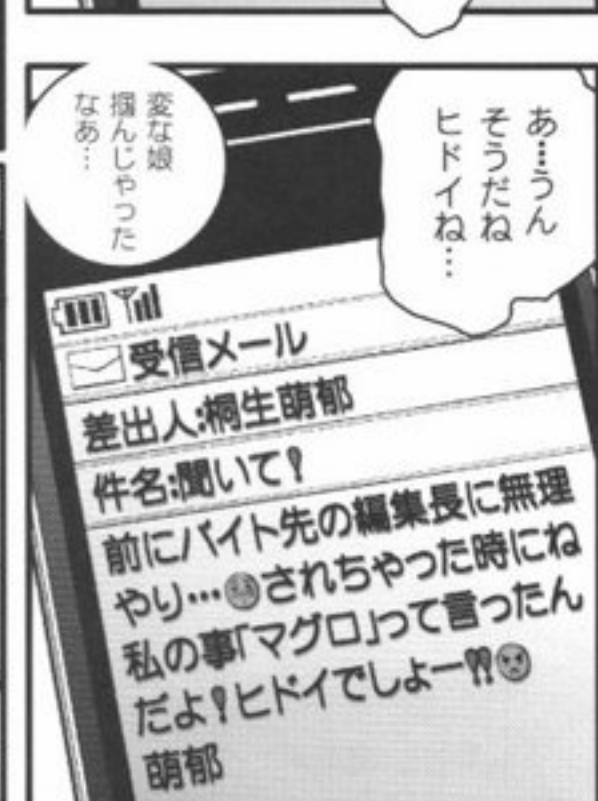 あ…うん
そうだね
ヒドイね…
変な娘
掴んじゃった
なあ…
受信メール
差出人:桐生萌郁
件名:聞いて!
前にバイト先の編集長に無理
やり…されちゃった時にね
私の事「マグロ」って言ったん
だよ!ヒドイでしょー!!
萌郁